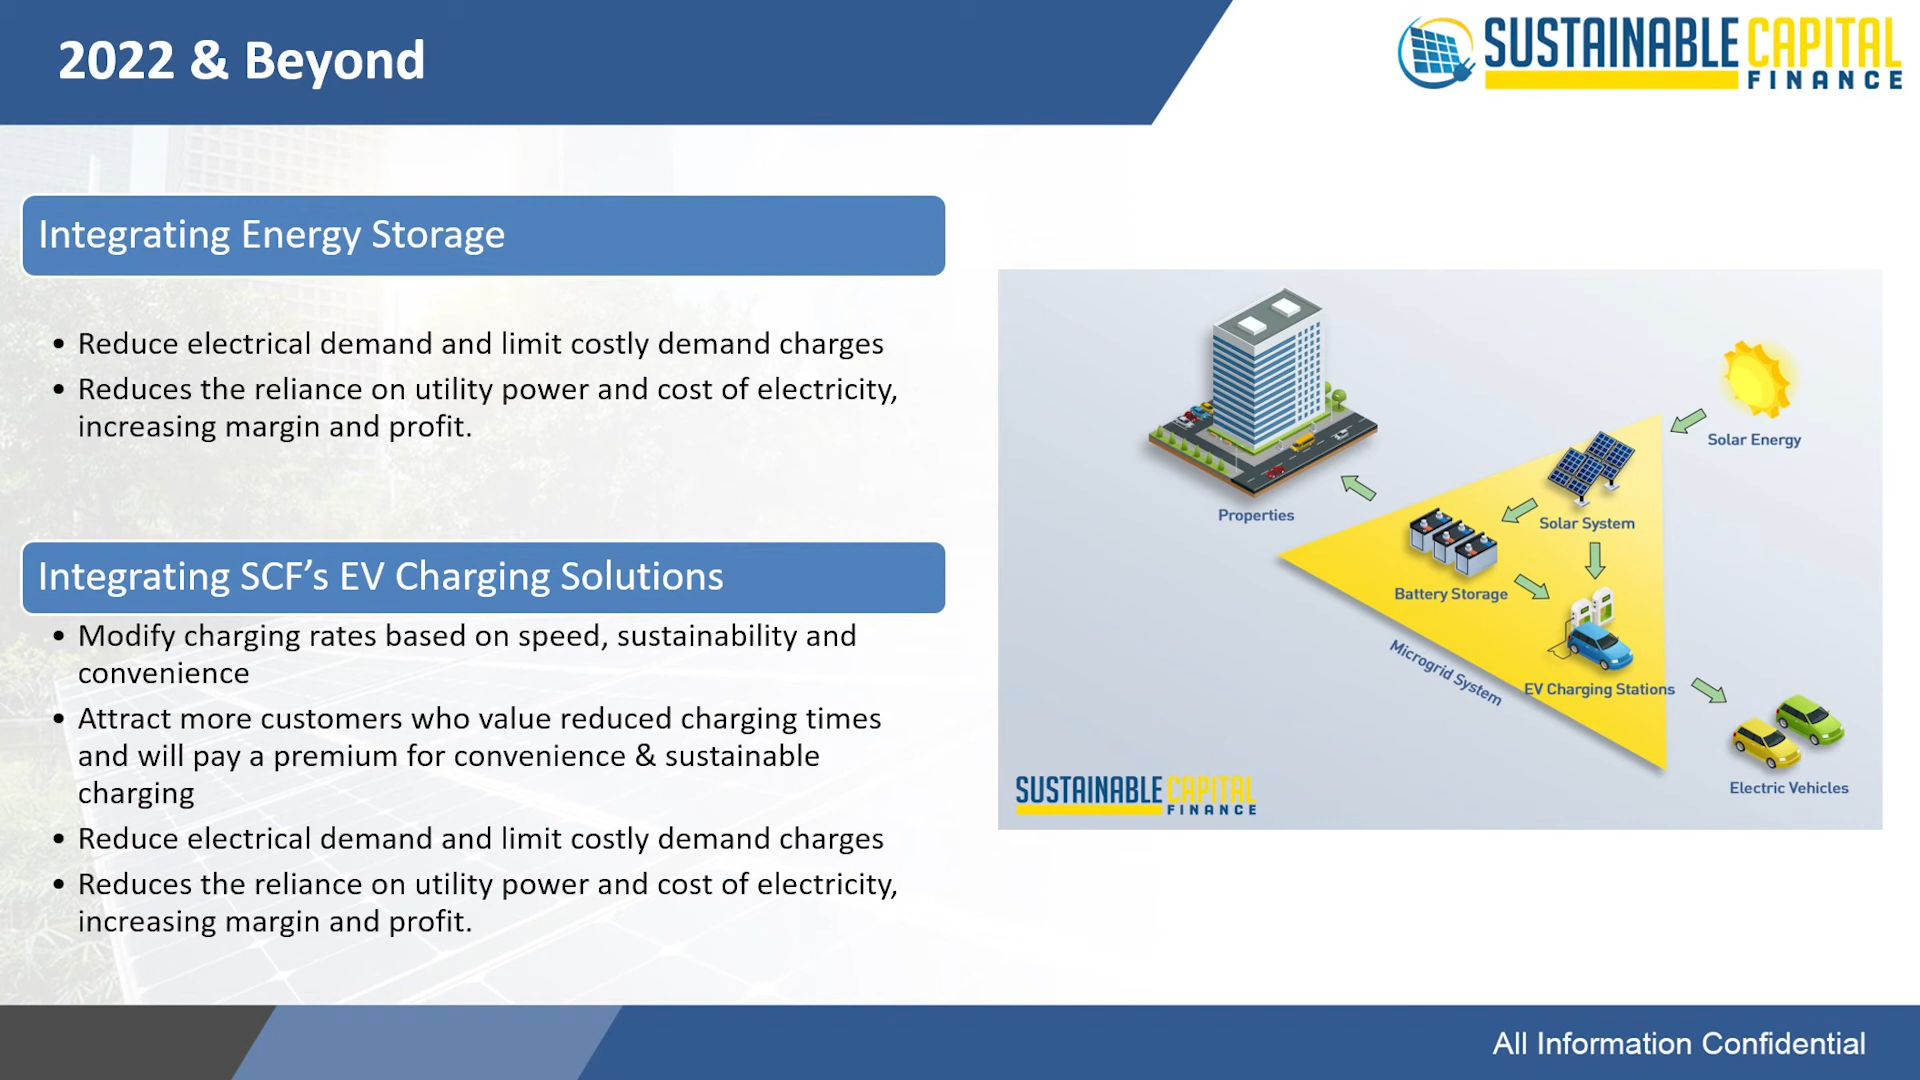 2022 & Beyond
SUSTAINABLE CAPITAL
FINANCE
Integrating Energy Storage
• Reduce electrical demand and limit costly demand charges
• Reduces the reliance on utility power and cost of electricity,
increasing margin and profit.
Integrating SCF's EV Charging Solutions
• Modify charging rates based on speed, sustainability and
convenience
• Attract more customers who value reduced charging times
and will pay a premium for convenience & sustainable
charging
• Reduce electrical demand and limit costly demand charges
• Reduces the reliance on utility power and cost of electricity,
increasing margin and profit.
Solar Energy
Properties
Solar System
Battery Storage
Microgrid System
EV Charging Stations
Electric Vehicles
SUSTAINABLE CAPITAL
FINANCE
All Information Confidential